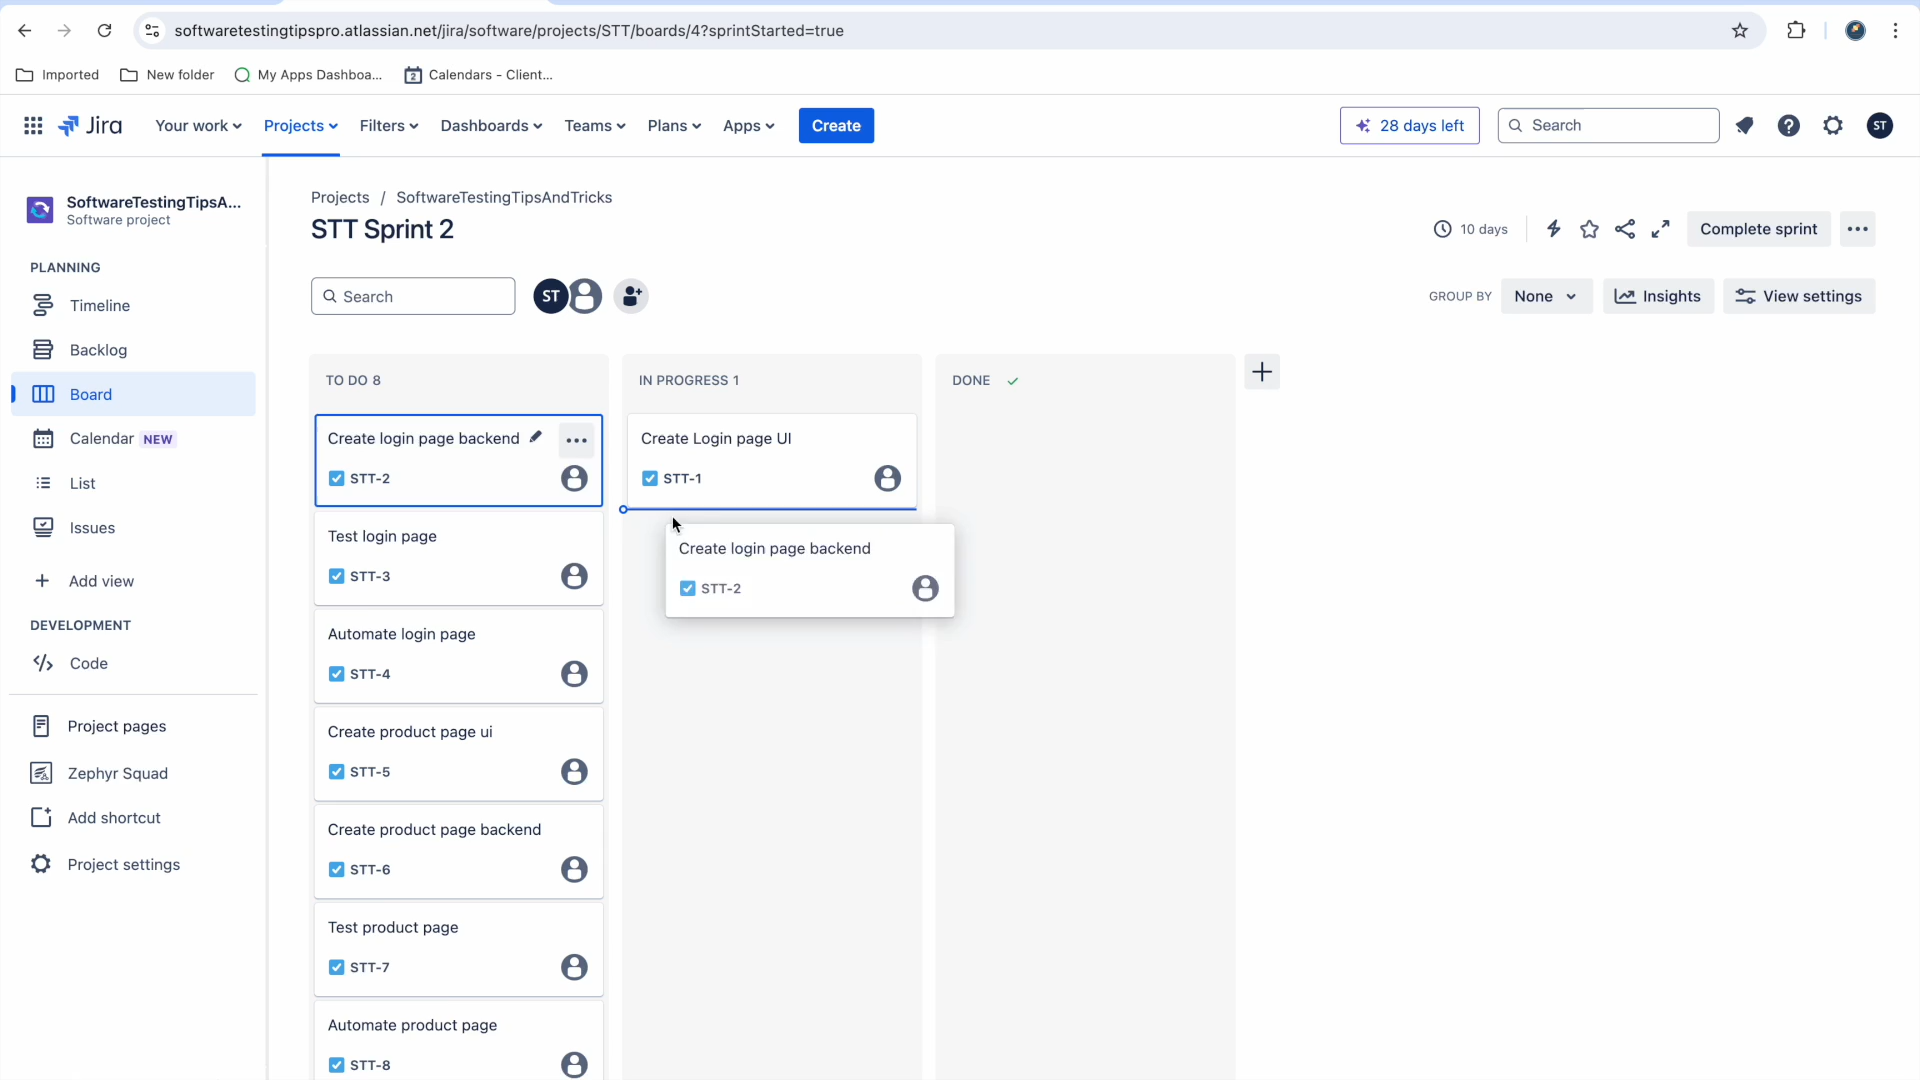 softwaretestingtipspro.atlassian.net/jira/software/projects/STT/boards/4?sprintStarted=true
Imported
New folder
My Apps Dashboa...
2
Calendars - Client...
Jira
Your work
Projects
Filters
Dashboards
Teams
Plans
Apps
Create
28 days left
Search
?
ST
SoftwareTestingTipsA...
Software project
PLANNING
Timeline
Backlog
Board
Calendar NEW
List
Issues
Add view
DEVELOPMENT
Code
Project pages
Zephyr Squad
Add shortcut
Project settings
Projects / SoftwareTestingTipsAndTricks
STT Sprint 2
10 days
Complete sprint
Search
ST
GROUP BY
None
Insights
View settings
TO DO 8
Create login page backend
STT-2
Test login page
STT-3
Automate login page
STT-4
Create product page ui
STT-5
Create product page backend
STT-6
Test product page
STT-7
Automate product page
STT-8
IN PROGRESS 1
Create Login page UI
STT-1
Create login page backend
STT-2
DONE